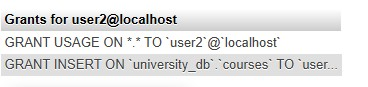 Grants for user2@localhost
GRANT USAGE ON *.* TO `user2`@`localhost`
GRANT INSERT ON `university_db`.`courses` TO `user...